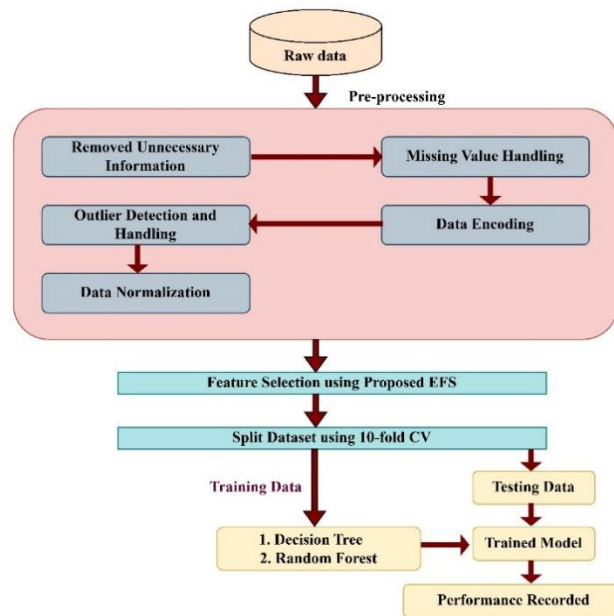 Raw data
Pre-processing
Removed Unnecessary
Information
Missing Value Handling
Outlier Detection and
Handling
Data Encoding
Data Normalization
Feature Selection using Proposed EFS
Split Dataset using 10-fold CV
Training Data
Testing Data
1. Decision Tree
2. Random Forest
Trained Model
Performance Recorded